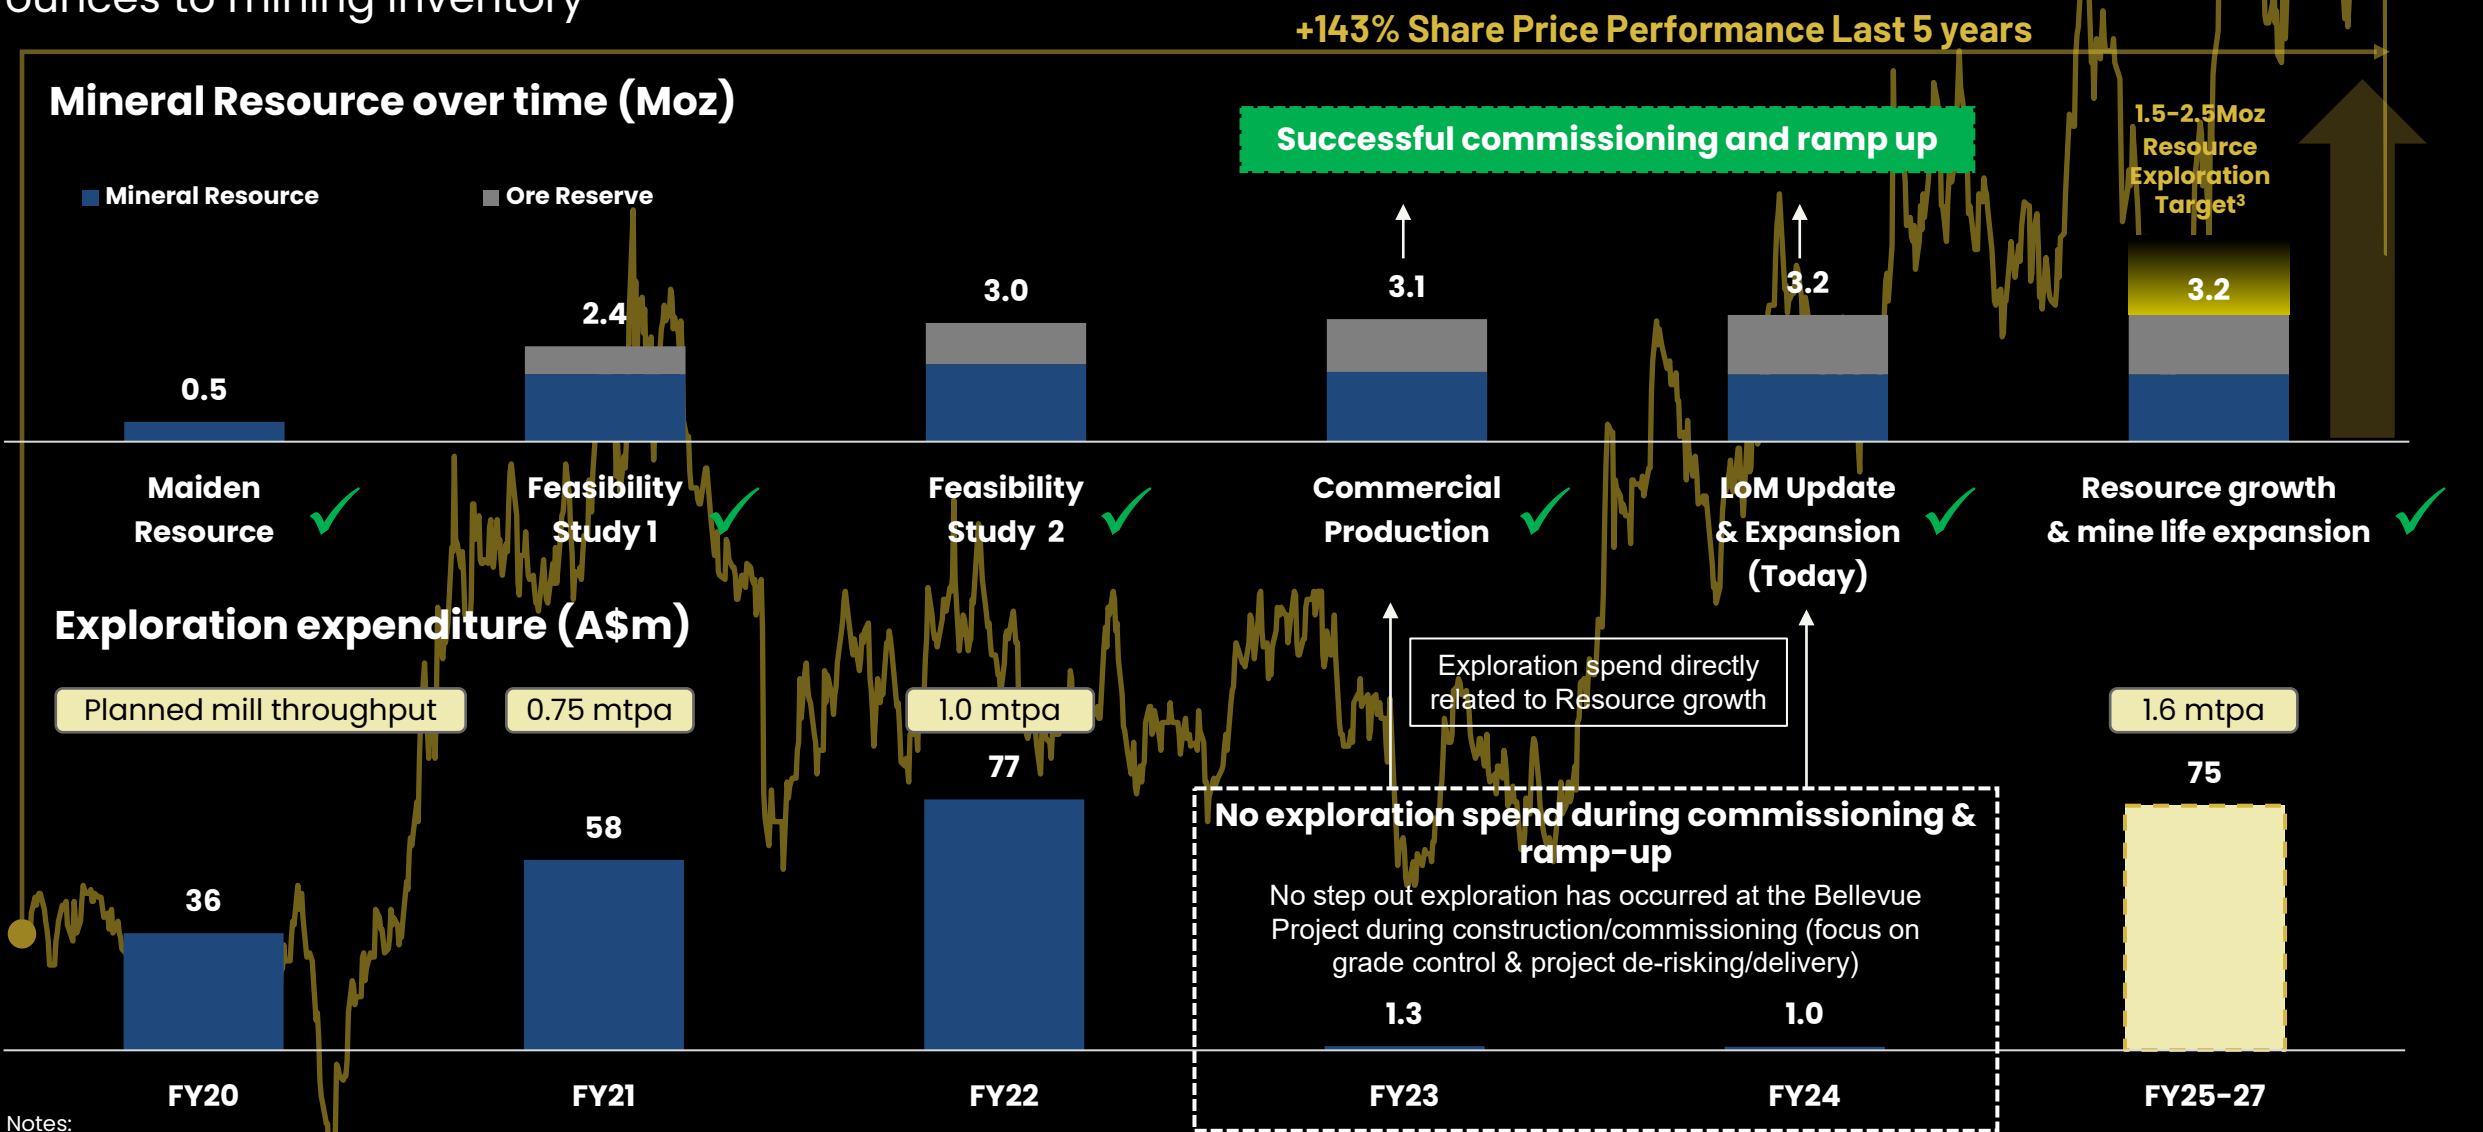 ounces to mining inventory
+143% Share Price Performance Last 5 years
Mineral Resource over time (Moz)
Successful commissioning and ramp up
1.5-2.5Moz
Resource
Exploration
Target³
Mineral Resource
Ore Reserve
0.5
2.4
3.0
3.1
3.2
3.2
Maiden
Resource
Feasibility
Study 1
Feasibility
Study 2
Commercial
Production
LoM Update
& Expansion
(Today)
Resource growth
& mine life expansion
Exploration expenditure (A$m)
Exploration spend directly
related to Resource growth
Planned mill throughput
0.75 mtpa
1.0 mtpa
1.6 mtpa
36
58
77
75
No exploration spend during commissioning &
ramp-up
No step out exploration has occurred at the Bellevue
Project during construction/commissioning (focus on
grade control & project de-risking/delivery)
1.3
1.0
FY20
FY21
FY22
FY23
FY24
FY25-27
Notes: